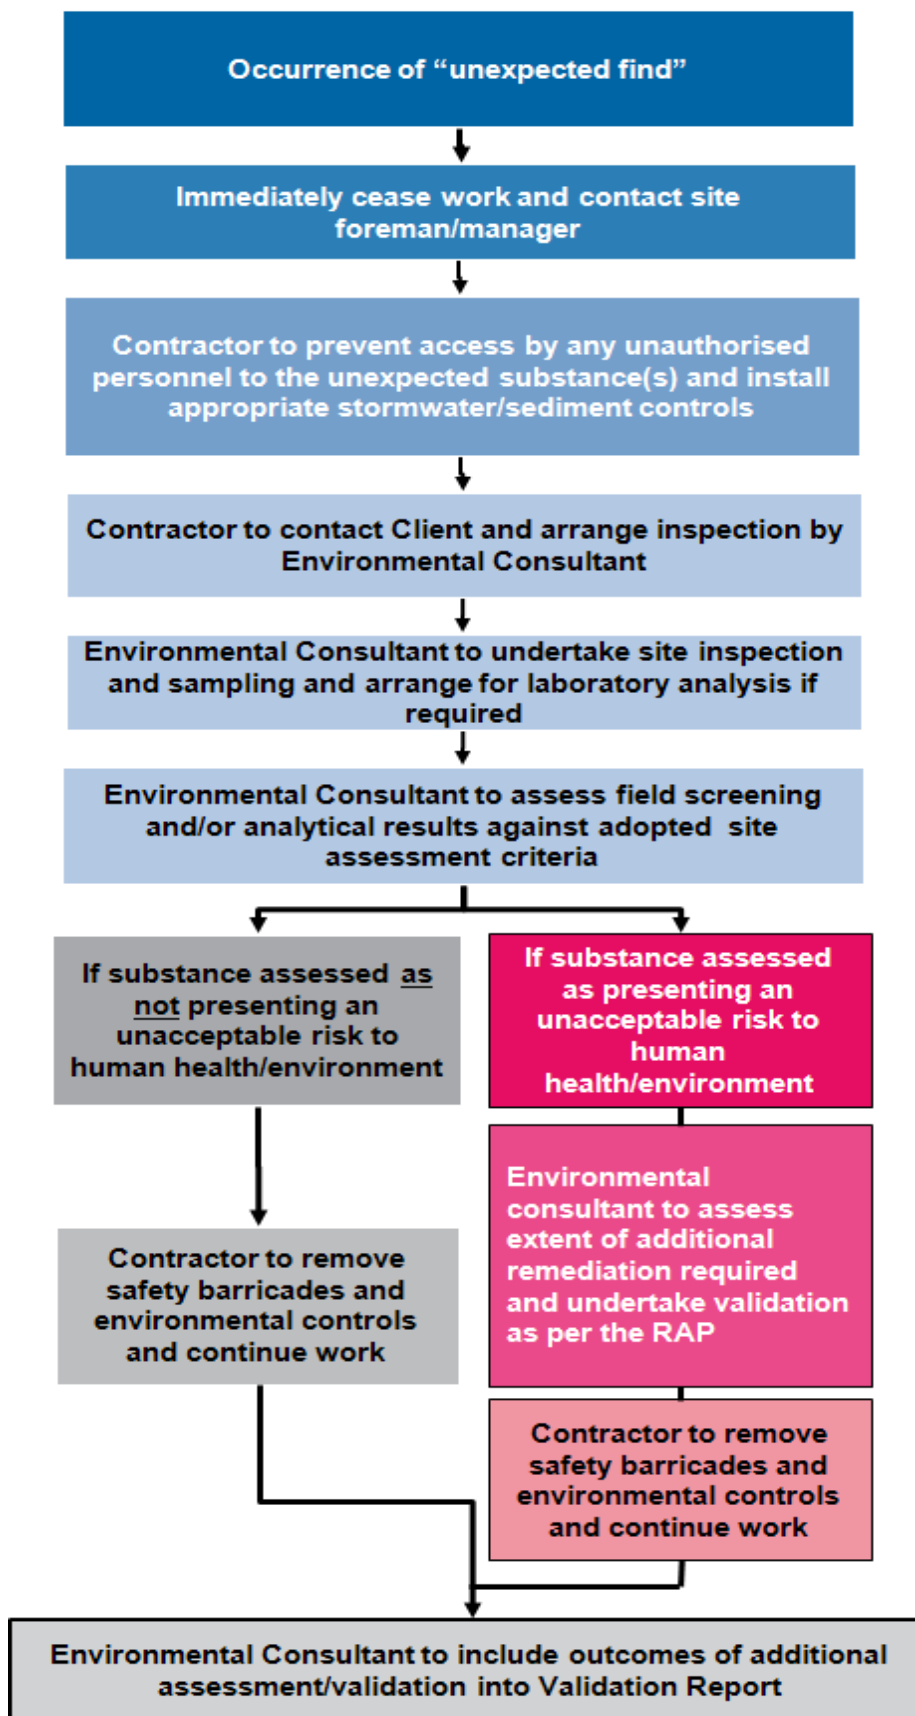 Occurrence of “unexpected find”
Immediately cease work and contact site
foreman/manager
Contractor to prevent access by any unauthorised
personnel to the unexpected substance(s) and install
appropriate stormwater/sediment controls
Contractor to contact Client and arrange inspection by
Environmental Consultant
Environmental Consultant to undertake site inspection
and sampling and arrange for laboratory analysis if
required
Environmental Consultant to assess field screening
and/or analytical results against adopted site
assessment criteria
If substance assessed as
not presenting an
unacceptable risk to
human health/environment
Contractor to remove
safety barricades and
environmental controls
and continue work
If substance assessed
as presenting an
unacceptable risk to
human
health/environment
Environmental
consultant to assess
extent of additional
remediation required
and undertake validation
as per the RAP
Contractor to remove
safety barricades and
environmental controls
and continue work
Environmental Consultant to include outcomes of additional
assessment/validation into Validation Report